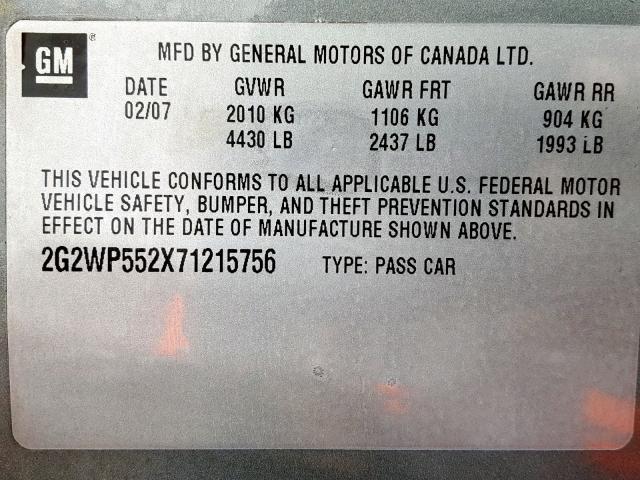 GM® MFD BY GENERAL MOTORS OF CANADA LTD.
DATE GVWR GAWR FRT GAWR RR
02/07 2010 KG 1106 KG 904 KG
4430 LB 2437 LB 1993 LB
THIS VEHICLE CONFORMS TO ALL APPLICABLE U.S. FEDERAL MOTOR
VEHICLE SAFETY, BUMPER, AND THEFT PREVENTION STANDARDS IN
EFFECT ON THE DATE OF MANUFACTURE SHOWN ABOVE.
2G2WP552X71215756 TYPE: PASS CAR